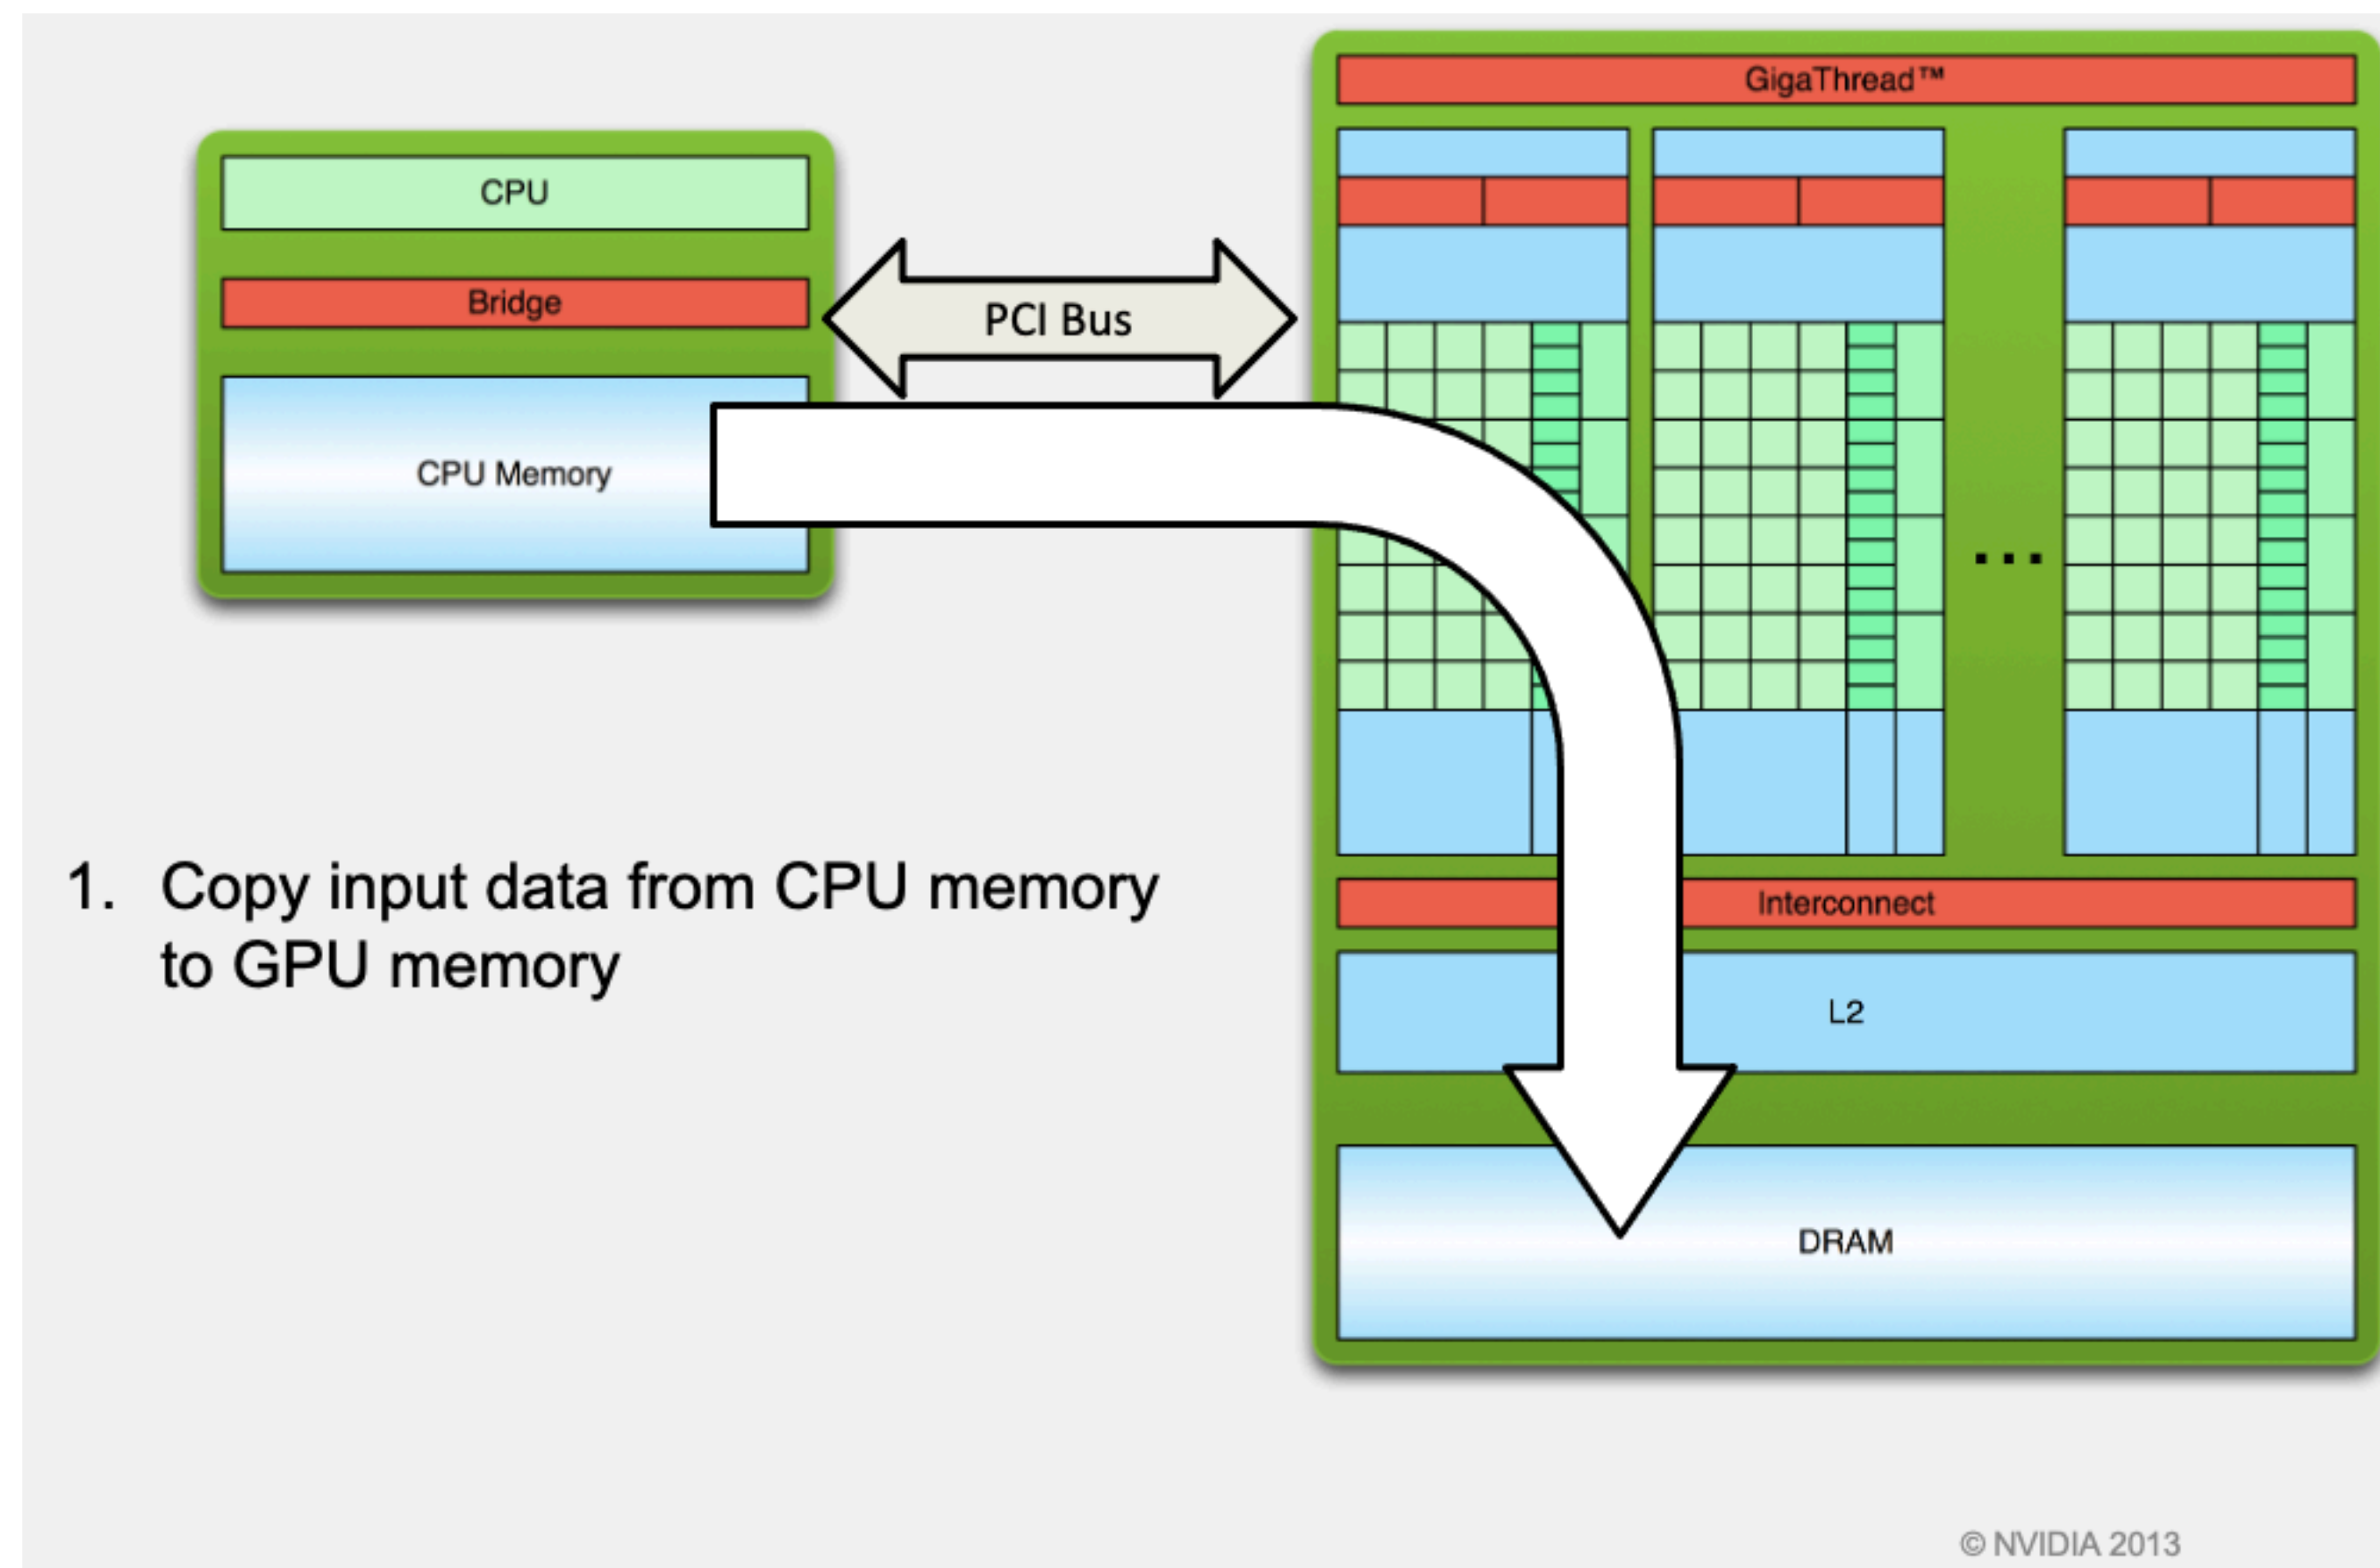 GigaThread™
CPU
Bridge
PCI Bus
CPU Memory
...
1. Copy input data from CPU memory
to GPU memory
Interconnect
L2
DRAM
© NVIDIA 2013